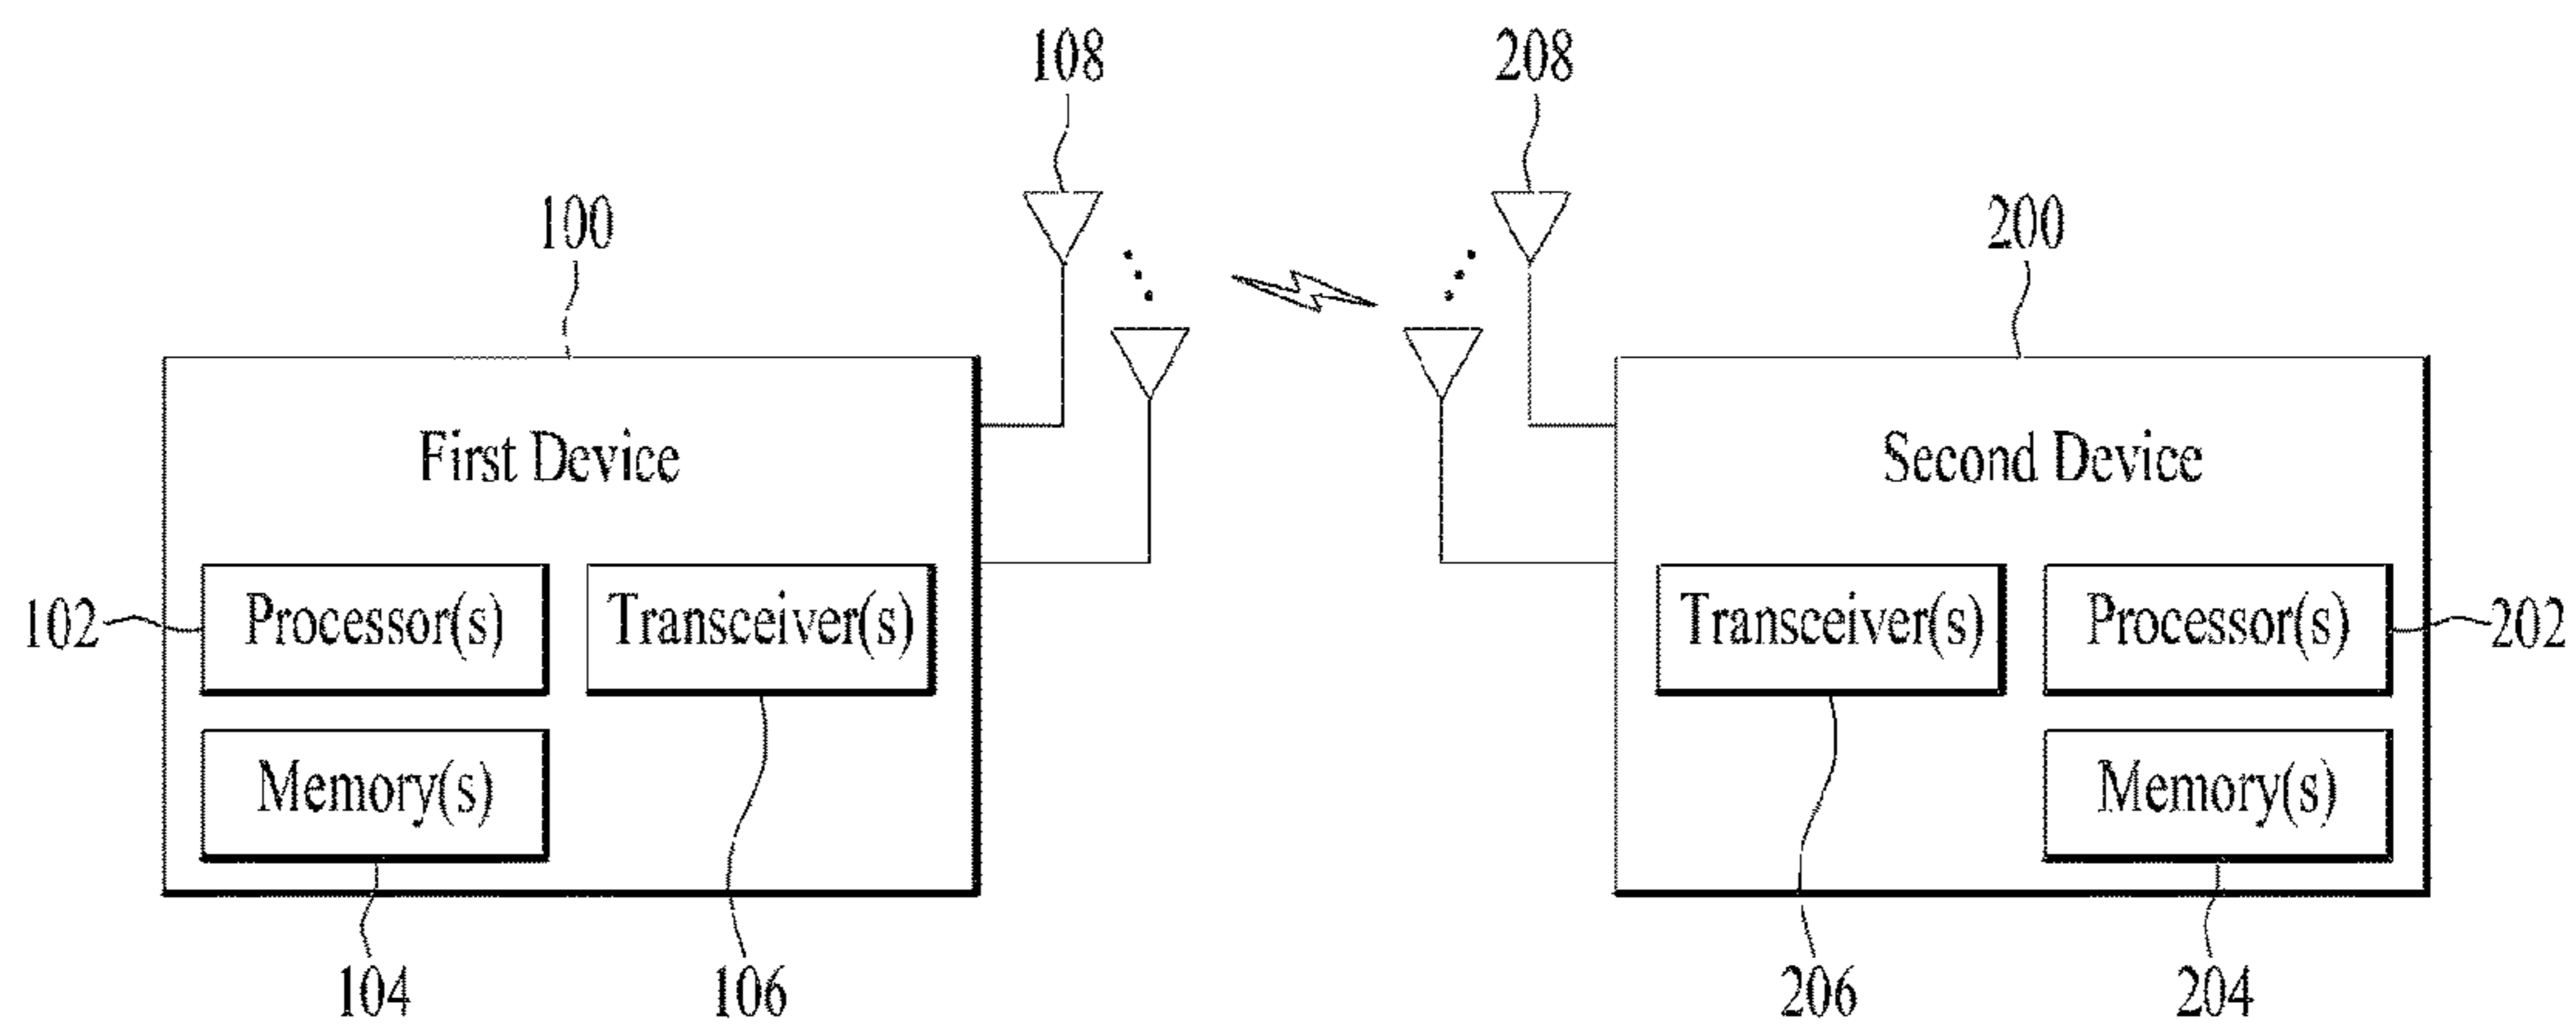 108
208
100
200
First Device
Second Device
102
Processor(s)
Transceiver(s)
Transceiver(s)
Processor(s)
202
Memory(s)
Memory(s)
104
106
206
204